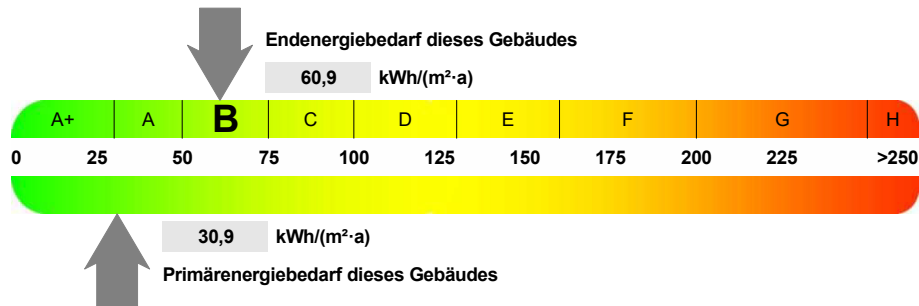 Endenergiebedarf dieses Gebäudes
60,9 kWh/(m²·a)
A+ A B C D E F G H
0 25 50 75 100 125 150 175 200 225 >250
30,9 kWh/(m²·a)
Primärenergiebedarf dieses Gebäudes